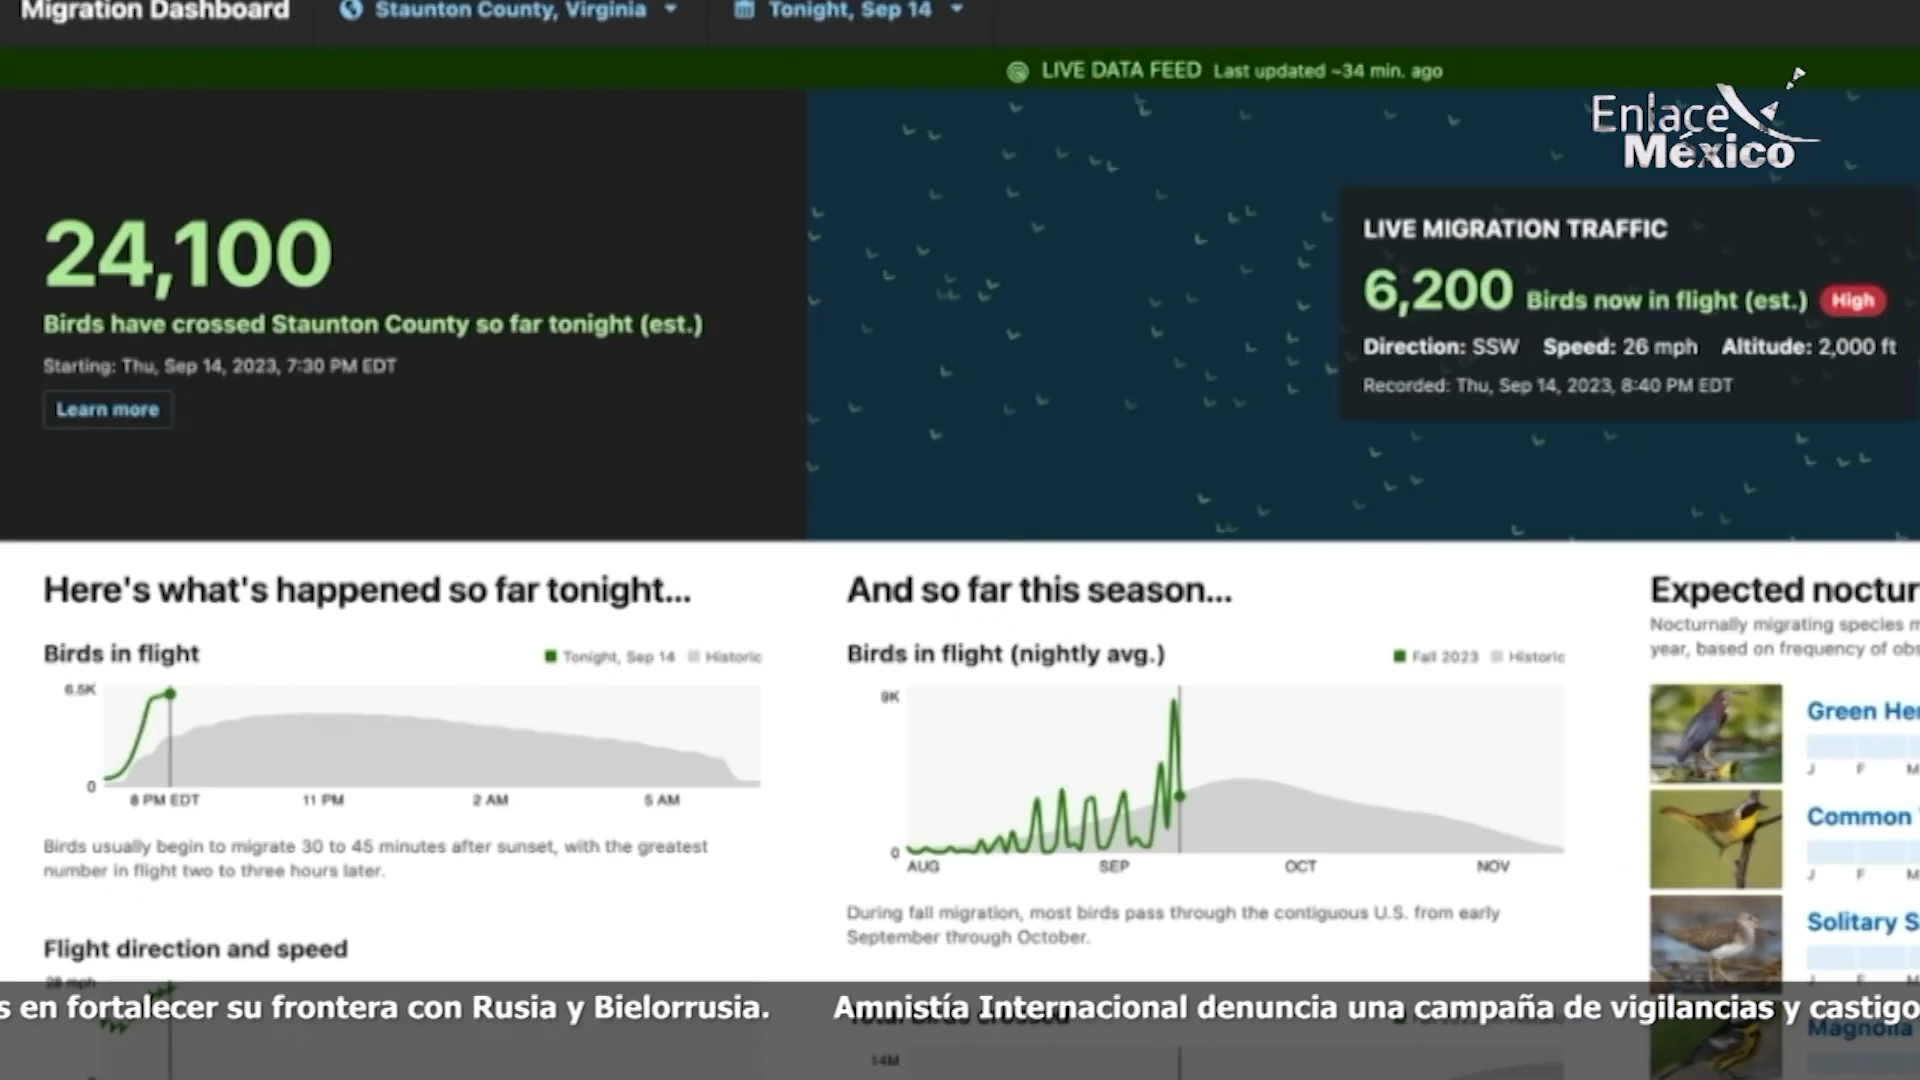 Migration Dashboard
Staunton County, Virginia
Tonight, Sep 14
LIVE DATA FEED Last updated ~34 min. ago
Enlace
México
24,100
Birds have crossed Staunton County so far tonight (est.)
Starting: Thu, Sep 14, 2023, 7:30 PM EDT
Learn more
LIVE MIGRATION TRAFFIC
6,200 Birds now in flight (est.) High
Direction: SSW Speed: 26 mph Altitude: 2,000 ft
Recorded: Thu, Sep 14, 2023, 8:40 PM EDT
Here's what's happened so far tonight...
Birds in flight
Tonight, Sep 14 Historic
6.5K
0
8 PM EDT 11 PM 2 AM 5 AM
Birds usually begin to migrate 30 to 45 minutes after sunset, with the greatest
number in flight two to three hours later.
Flight direction and speed
28 mph
And so far this season...
Birds in flight (nightly avg.)
Fall 2023 Historic
9K
0
AUG SEP OCT NOV
During fall migration, most birds pass through the contiguous U.S. from early
September through October.
14M
Expected noctur
Nocturnally migrating species m
year, based on frequency of obs
Green He
J F M
Common
J F M
Solitary S
J F M
Magnolia
s en fortalecer su frontera con Rusia y Bielorrusia. Amnistía Internacional denuncia una campaña de vigilancias y castigo